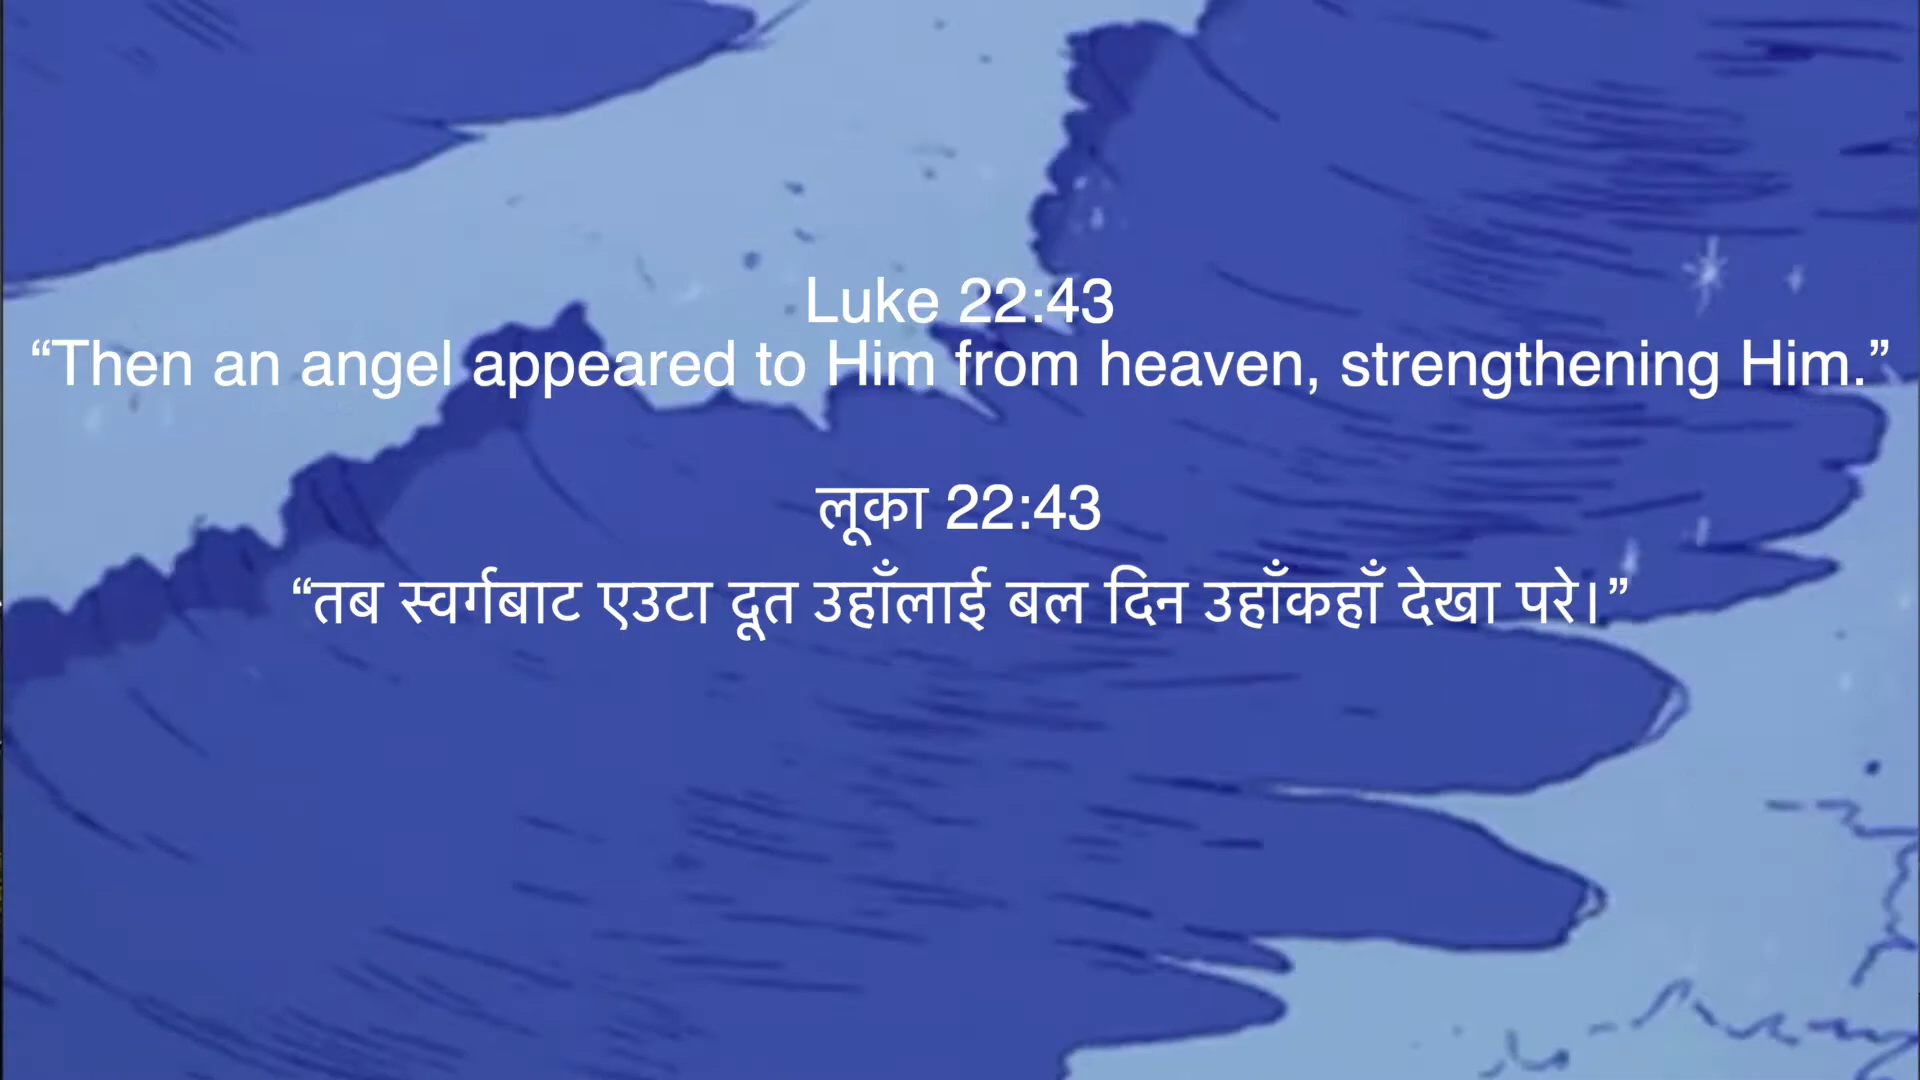 Luke 22:43
“Then an angel appeared to Him from heaven, strengthening Him.”
लूका 22:43
“तब स्वर्गबाट एउटा दूत उहाँलाई बल दिन उहाँकहाँ देखा परे।”